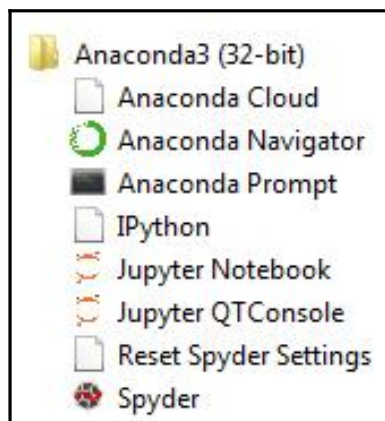 Anaconda3 (32-bit)
Anaconda Cloud
Anaconda Navigator
Anaconda Prompt
IPython
Jupyter Notebook
Jupyter QTConsole
Reset Spyder Settings
Spyder